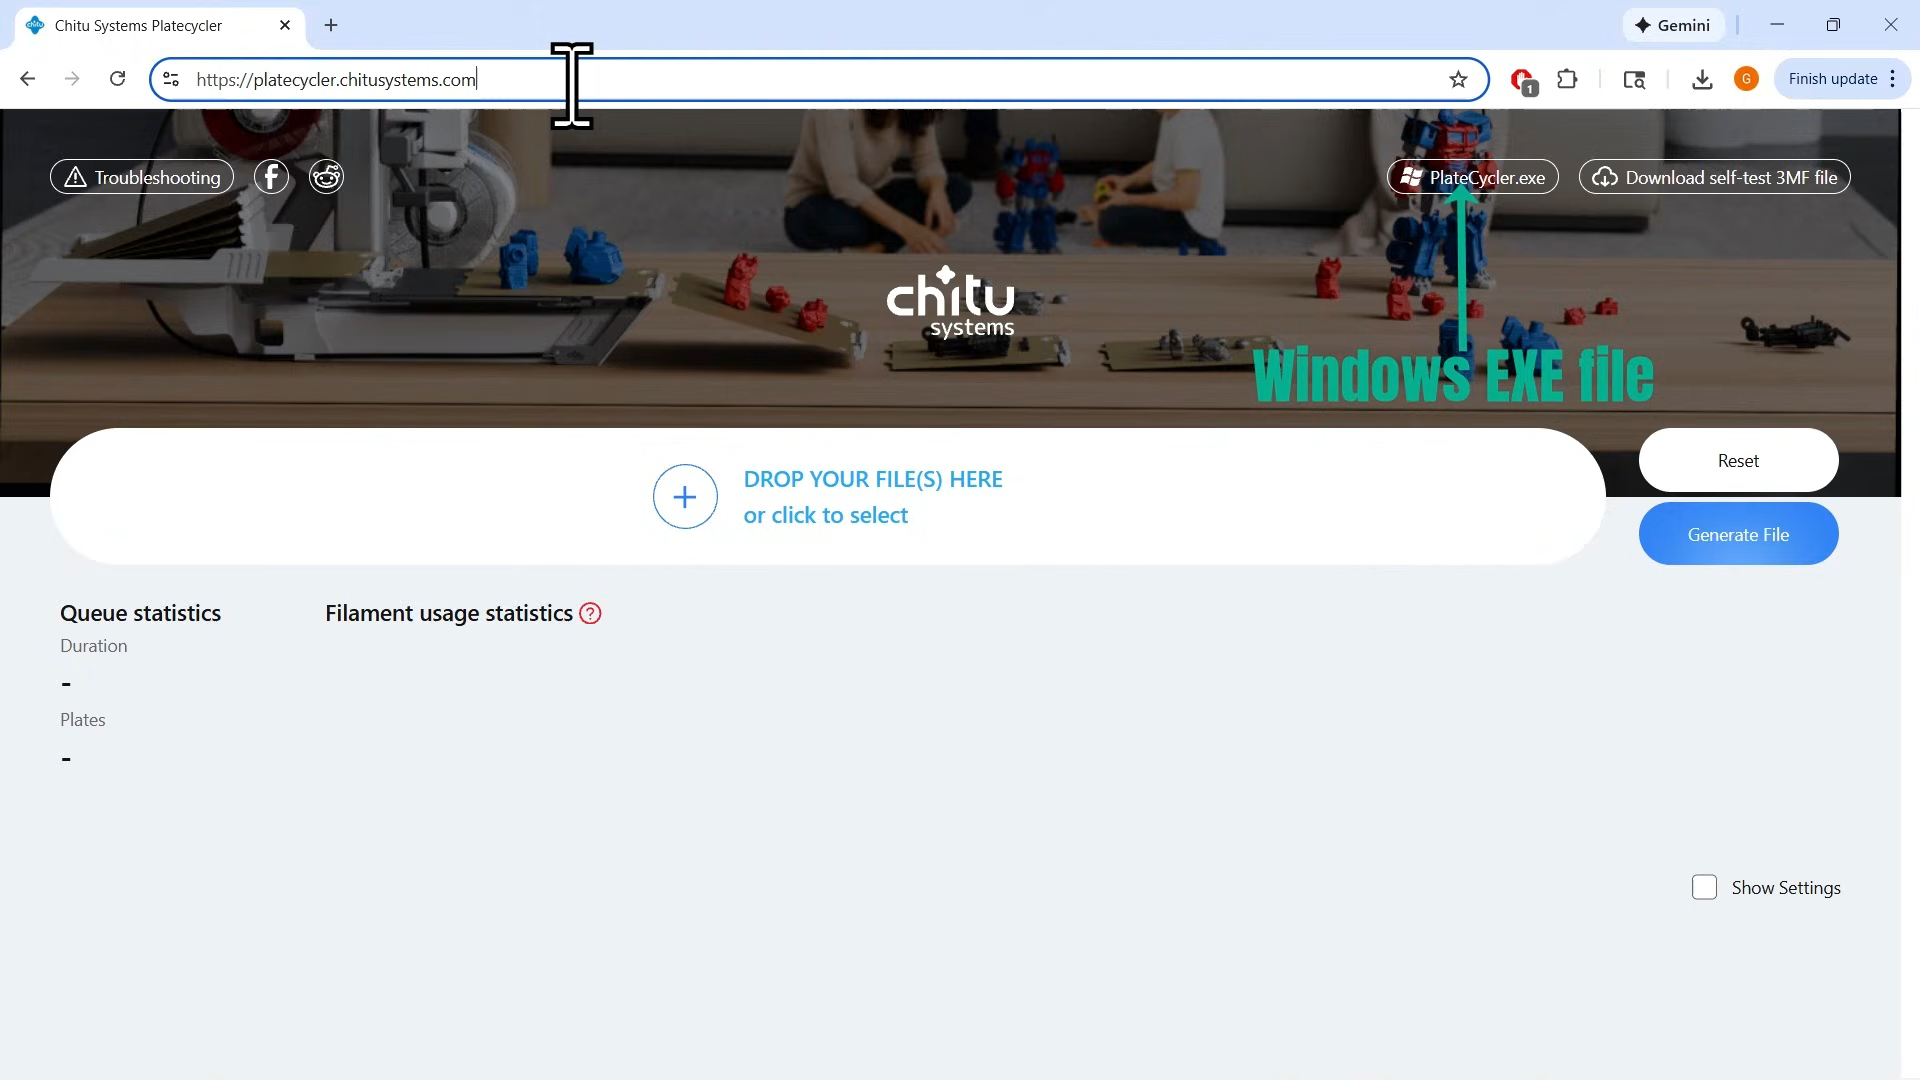 Chitu Systems Platecycler
Gemini
https://platecycler.chitusystems.com
1
G
Finish update
Troubleshooting
PlateCycler.exe
Download self-test 3MF file
chitu
systems
Windows EXE file
DROP YOUR FILE(S) HERE
or click to select
Reset
Generate File
Queue statistics
Filament usage statistics ?
Duration
-
Plates
-
Show Settings